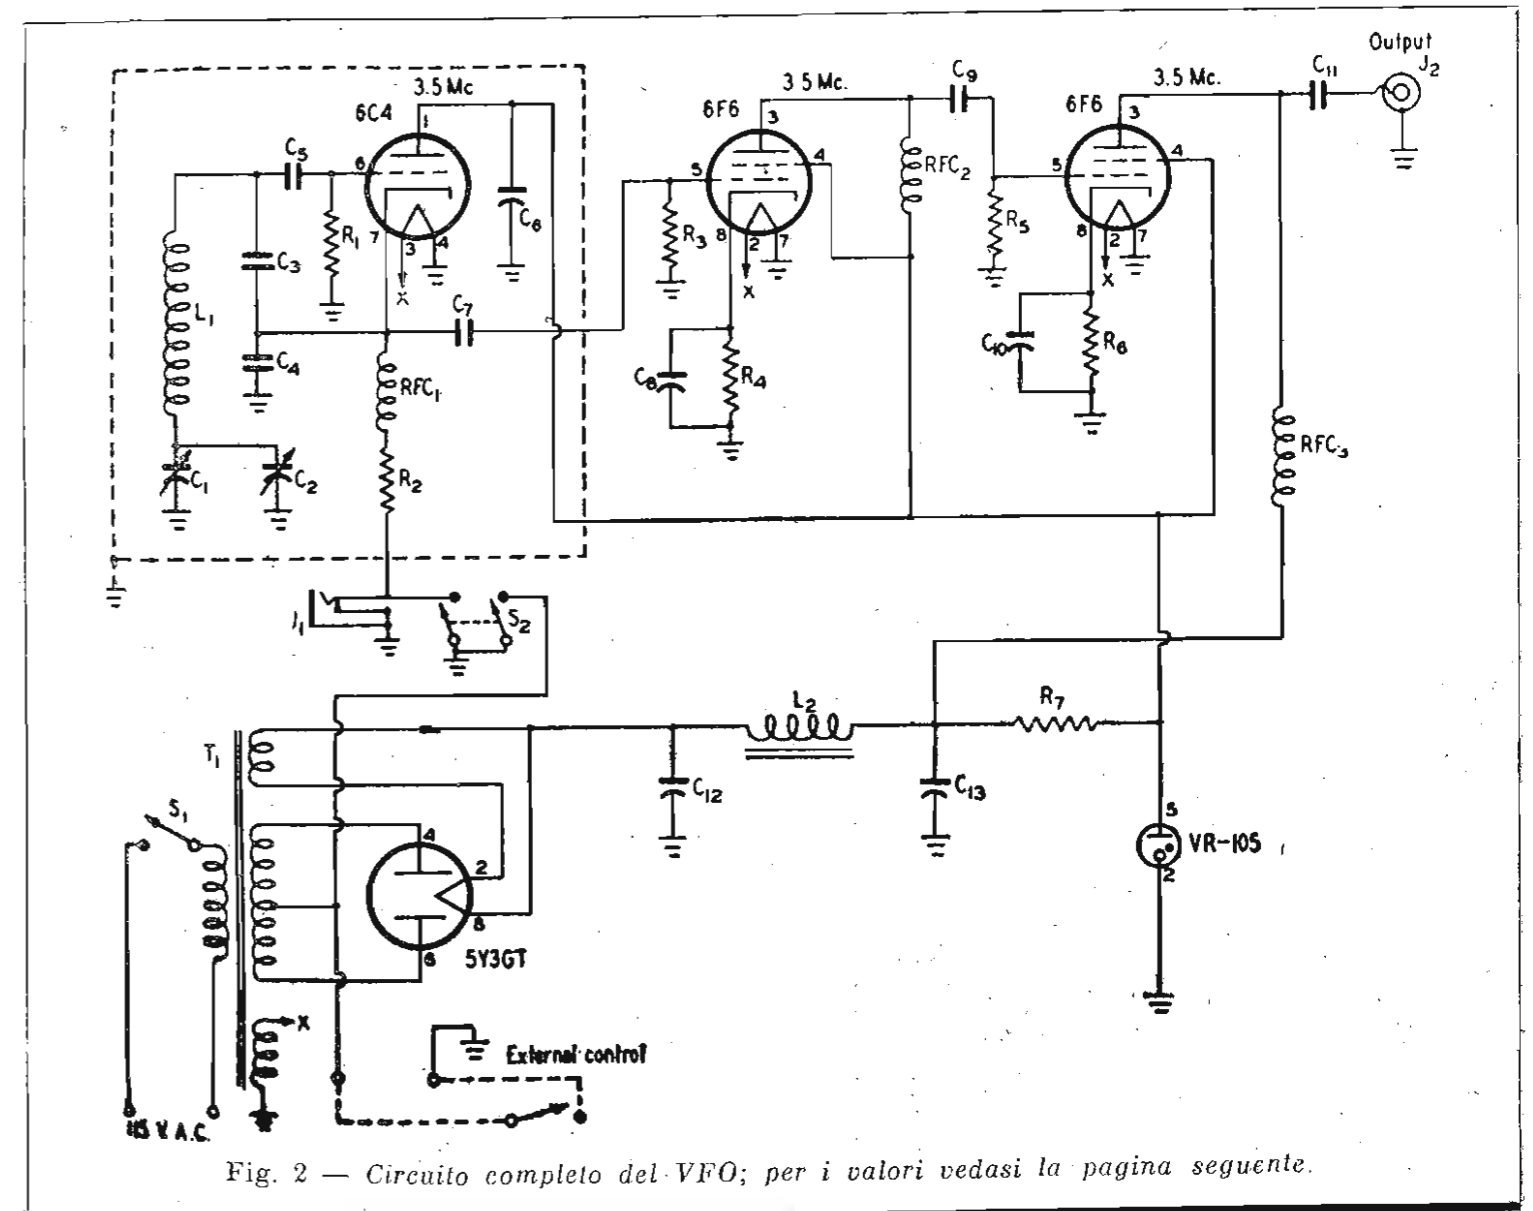 Output
J2
C11
3.5 Mc.
6F6
3
4
5
8
2
7
X
C9
3 5 Mc.
6F6
3
4
5
8
2
7
X
RFC2
R5
R3
3.5 Mc
6C4
1
6
7
3
4
X
C5
R1
C6
C3
L1
C7
C4
RFC1
C8
R4
C10
R6
RFC3
C1
C2
R2
J1
S2
L2
R7
T1
C12
C13
S1
5
VR-105
2
4
2
8
6
5Y3GT
X
External control
115 V. A.C.
Fig. 2 — Circuito completo del VFO; per i valori vedasi la pagina seguente.